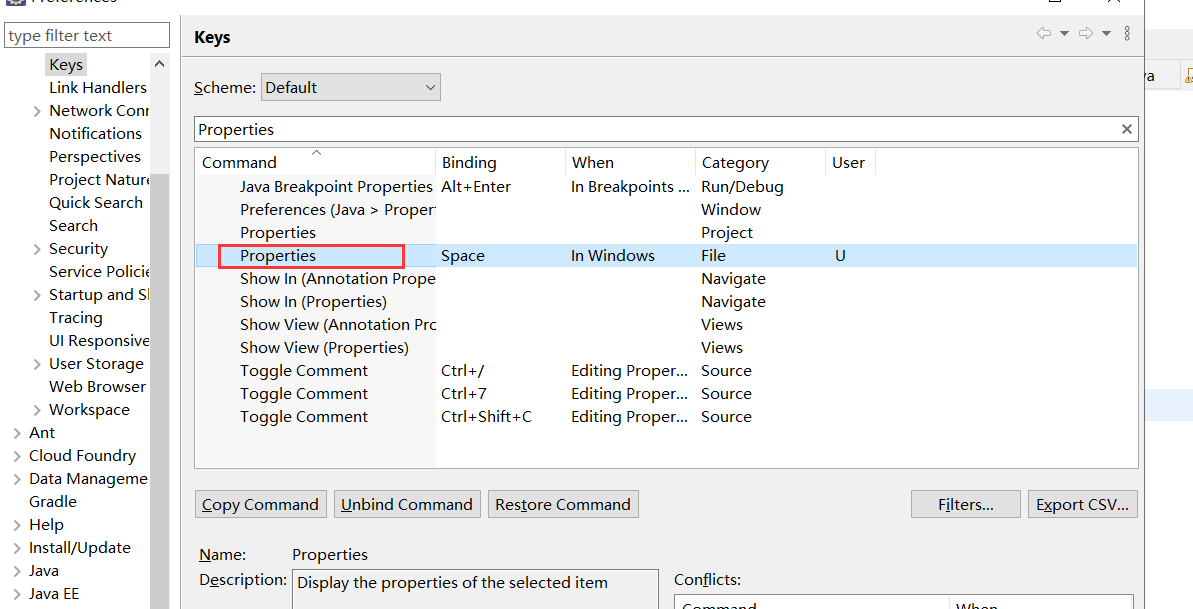 Preferences
type filter text
Keys
Link Handlers
Network Conn
Notifications
Perspectives
Project Nature
Quick Search
Search
Security
Service Policie
Startup and Sh
Tracing
UI Responsive
User Storage
Web Browser
Workspace
Ant
Cloud Foundry
Data Manageme
Gradle
Help
Install/Update
Java
Java EE
Keys
Scheme: Default
Properties
Command Binding When Category User
Java Breakpoint Properties Alt+Enter In Breakpoints ... Run/Debug
Preferences (Java > Proper Window
Properties Project
Properties Space In Windows File U
Show In (Annotation Prope Navigate
Show In (Properties) Navigate
Show View (Annotation Pro Views
Show View (Properties) Views
Toggle Comment Ctrl+/ Editing Proper... Source
Toggle Comment Ctrl+7 Editing Proper... Source
Toggle Comment Ctrl+Shift+C Editing Proper... Source
Copy Command Unbind Command Restore Command Filters... Export CSV...
Name: Properties
Description: Display the properties of the selected item
Conflicts:
Command When
va